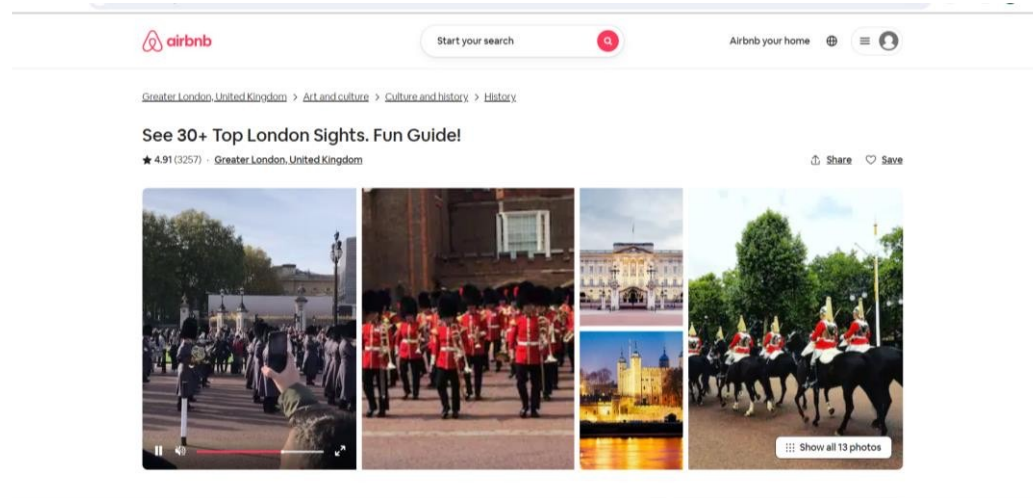 airbnb
Start your search
Airbnb your home
Greater London, United Kingdom > Art and culture > Culture and history > History
See 30+ Top London Sights. Fun Guide!
★ 4.91 (3257) · Greater London, United Kingdom
Share
Save
Show all 13 photos